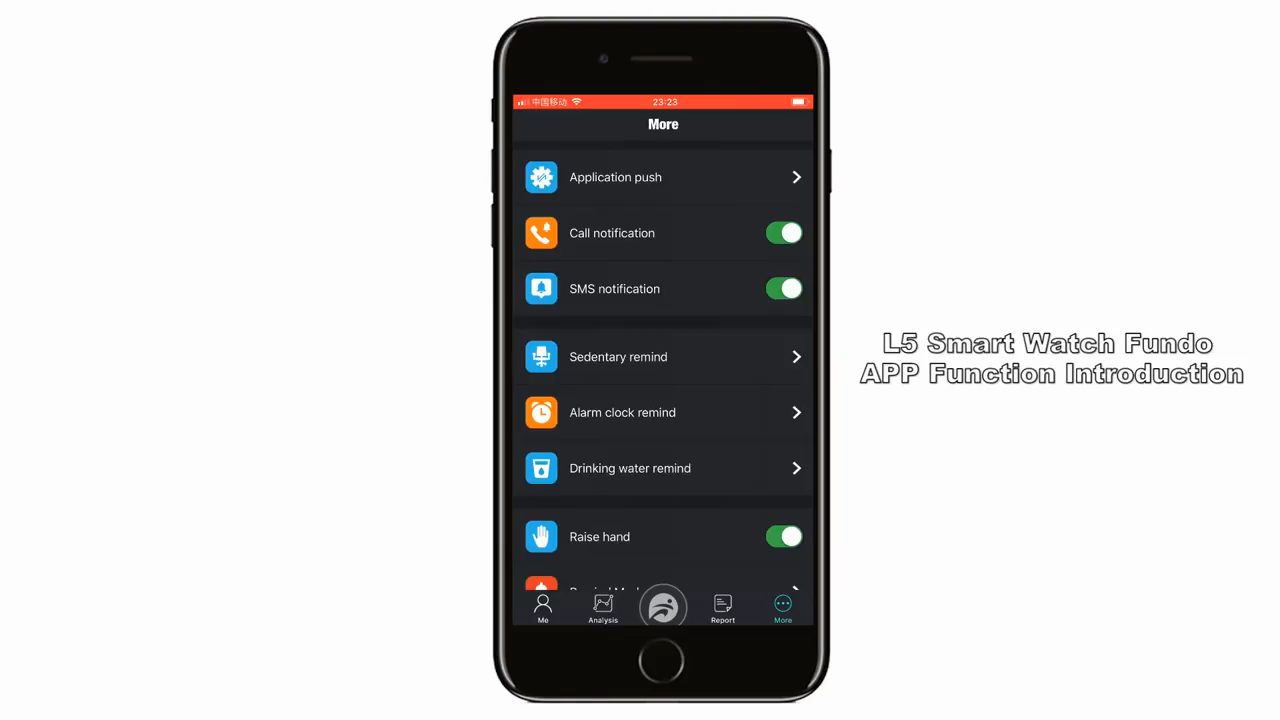 中国移动
23:23
More
Application push
Call notification
SMS notification
Sedentary remind
Alarm clock remind
Drinking water remind
Raise hand
Me
Analysis
Report
More
L5 Smart Watch Fundo
APP Function Introduction